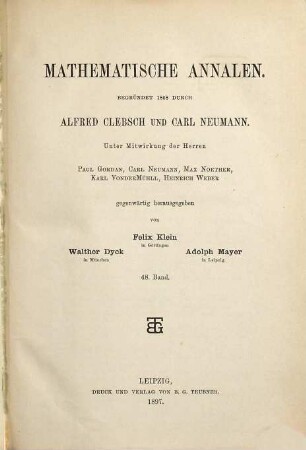 MATHEMATISCHE ANNALEN.
BEGRÜNDET 1868 DURCH
ALFRED CLEBSCH UND CARL NEUMANN.
Unter Mitwirkung der Herren
PAUL GORDAN, CARL NEUMANN, MAX NOETHER,
KARL VONDERMÜHLL, HEINRICH WEBER
gegenwärtig herausgegeben
von
Felix Klein
in Göttingen
Walther Dyck Adolph Mayer
in München in Leipzig
48. Band.
LEIPZIG,
DRUCK UND VERLAG VON B. G. TEUBNER.
1897.